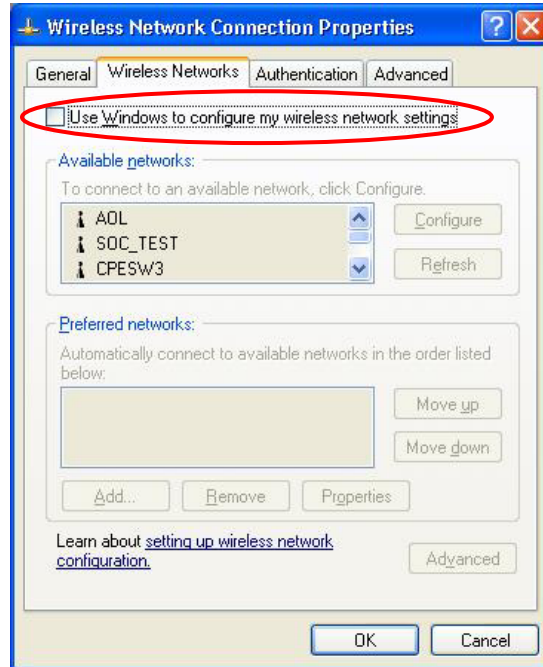 Wireless Network Connection Properties
General Wireless Networks Authentication Advanced
Use Windows to configure my wireless network settings
Available networks:
To connect to an available network, click Configure.
AOL
SOC_TEST
CPESW3
Configure
Refresh
Preferred networks:
Automatically connect to available networks in the order listed
below:
Move up
Move down
Add... Remove Properties
Learn about setting up wireless network
configuration.
Advanced
OK Cancel